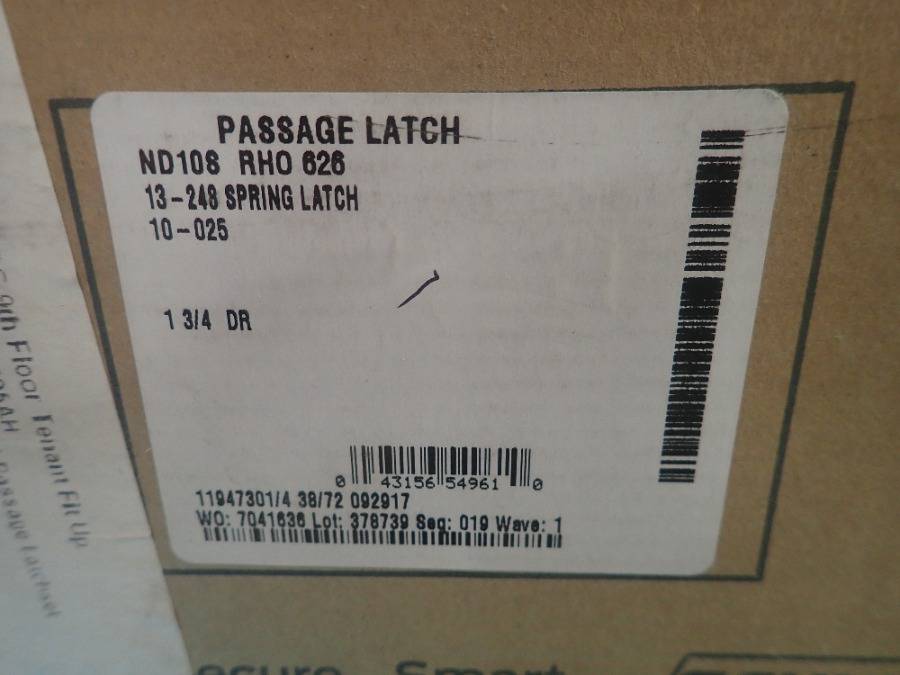 PASSAGE LATCH
ND10S RHO 626
13-248 SPRING LATCH
10-025
1 3/4 DR
0 43156 54961 0
11947301/4 38/72 092917
WO: 7041636 Lot: 378739 Seq: 019 Wave: 1
9th Floor Tenant Fit Up
Passage
Smart